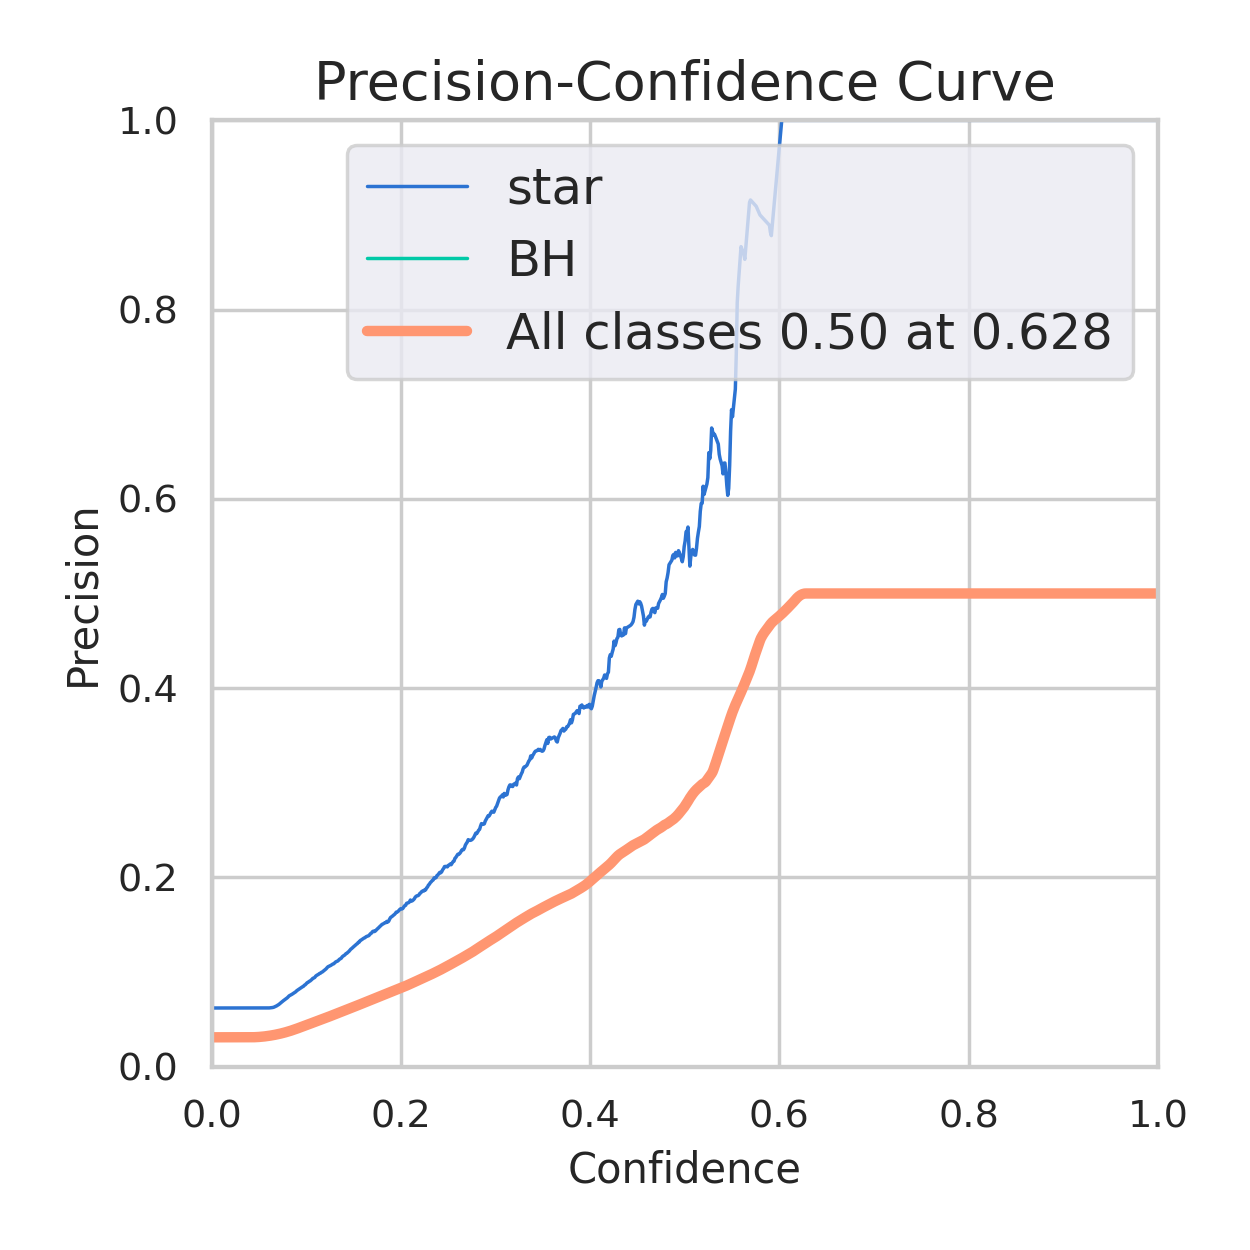 Precision-Confidence Curve
1.0
star
BH
0.8
All classes 0.50 at 0.628
0.6
Precision
0.4
0.2
0.0
0.0 0.2 0.4 0.6 0.8 1.0
Confidence